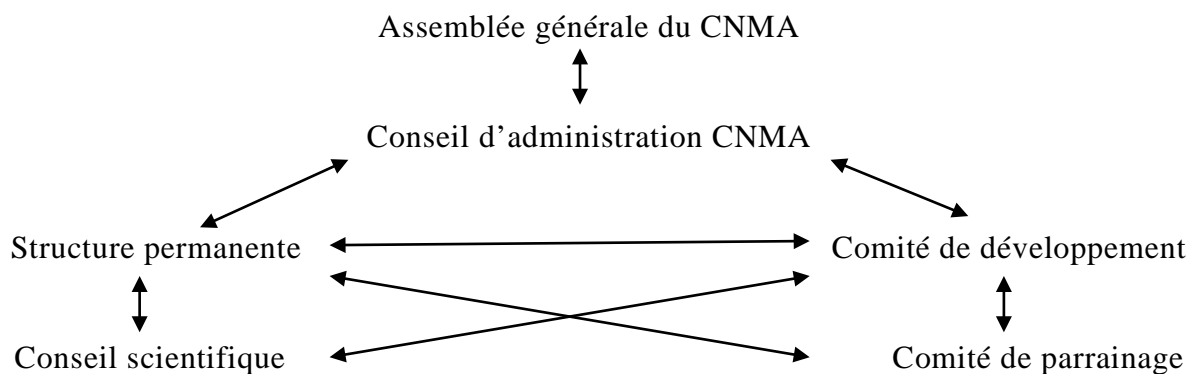 Assemblée générale du CNMA
Conseil d’administration CNMA
Structure permanente
Comité de développement
Conseil scientifique
Comité de parrainage